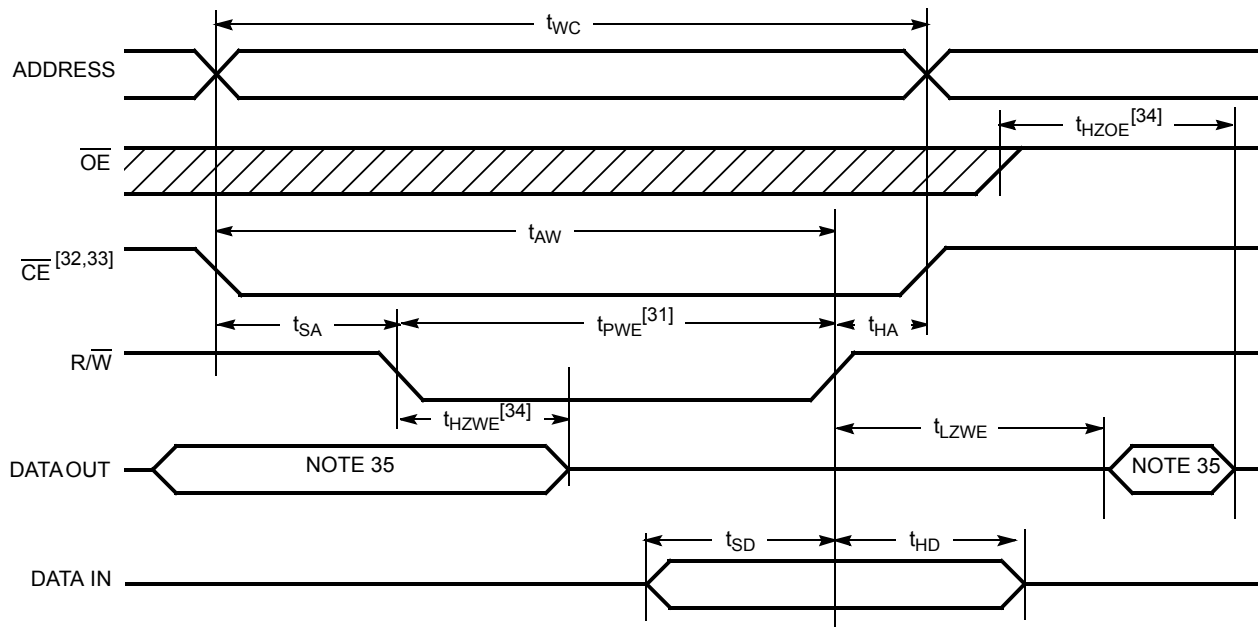 tWC
ADDRESS
tHZOE[34]
OE
tAW
CE [32,33]
tSA
tPWE[31]
tHA
R/W
tHZWE[34]
tLZWE
DATA OUT
NOTE 35
NOTE 35
tSD
tHD
DATA IN